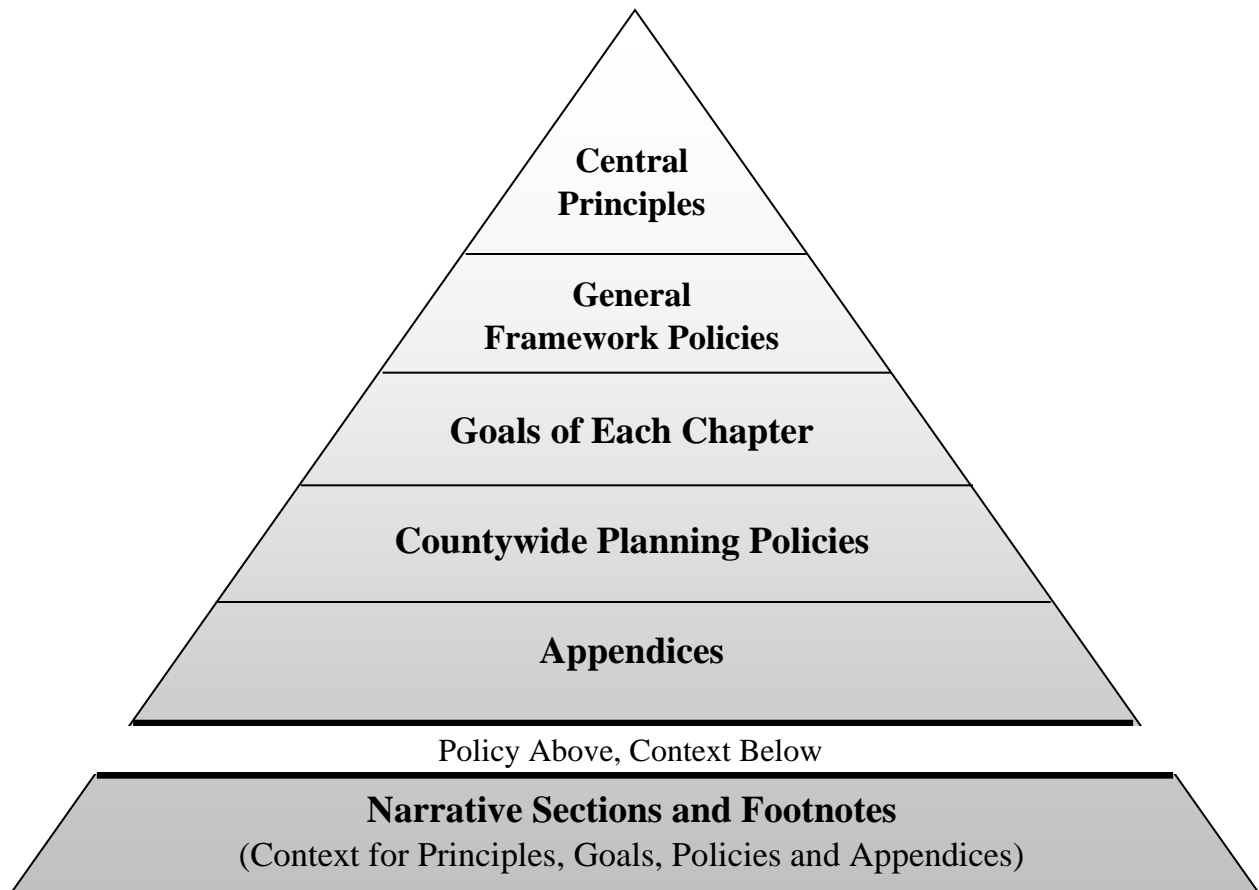 Central
Principles
General
Framework Policies
Goals of Each Chapter
Countywide Planning Policies
Appendices
Policy Above, Context Below
Narrative Sections and Footnotes
(Context for Principles, Goals, Policies and Appendices)